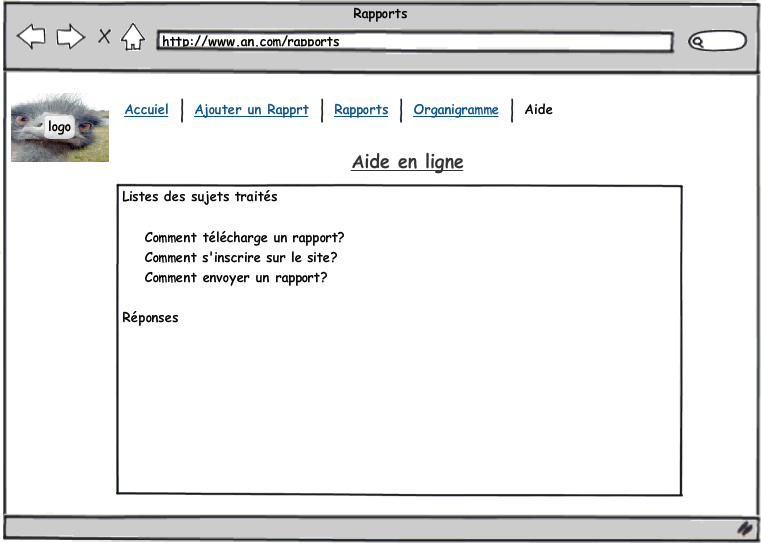 Rapports
http://www.an.com/rapports
logo
Accuiel | Ajouter un Rapprt | Rapports | Organigramme | Aide
Aide en ligne
Listes des sujets traités
Comment télécharge un rapport?
Comment s'inscrire sur le site?
Comment envoyer un rapport?
Réponses